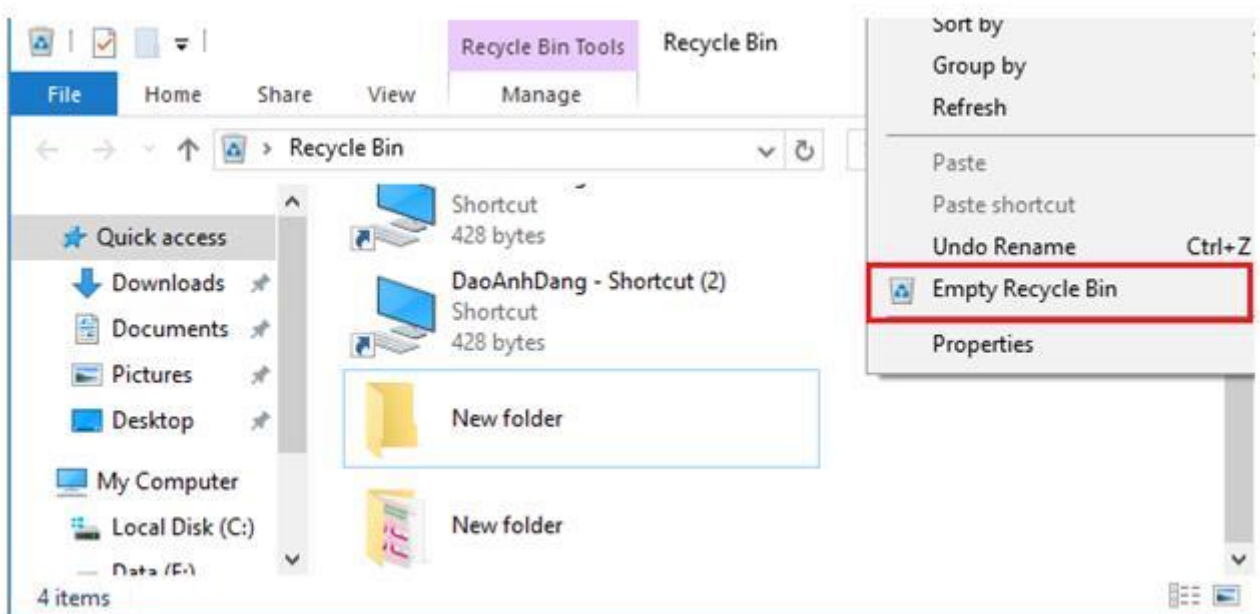 Recycle Bin Tools
Recycle Bin
File
Home
Share
View
Manage
Recycle Bin
Quick access
Downloads
Documents
Pictures
Desktop
My Computer
Local Disk (C:)
Data (E:)
Shortcut
428 bytes
DaoAnhDang - Shortcut (2)
Shortcut
428 bytes
New folder
New folder
4 items
Sort by
Group by
Refresh
Paste
Paste shortcut
Undo Rename Ctrl+Z
Empty Recycle Bin
Properties